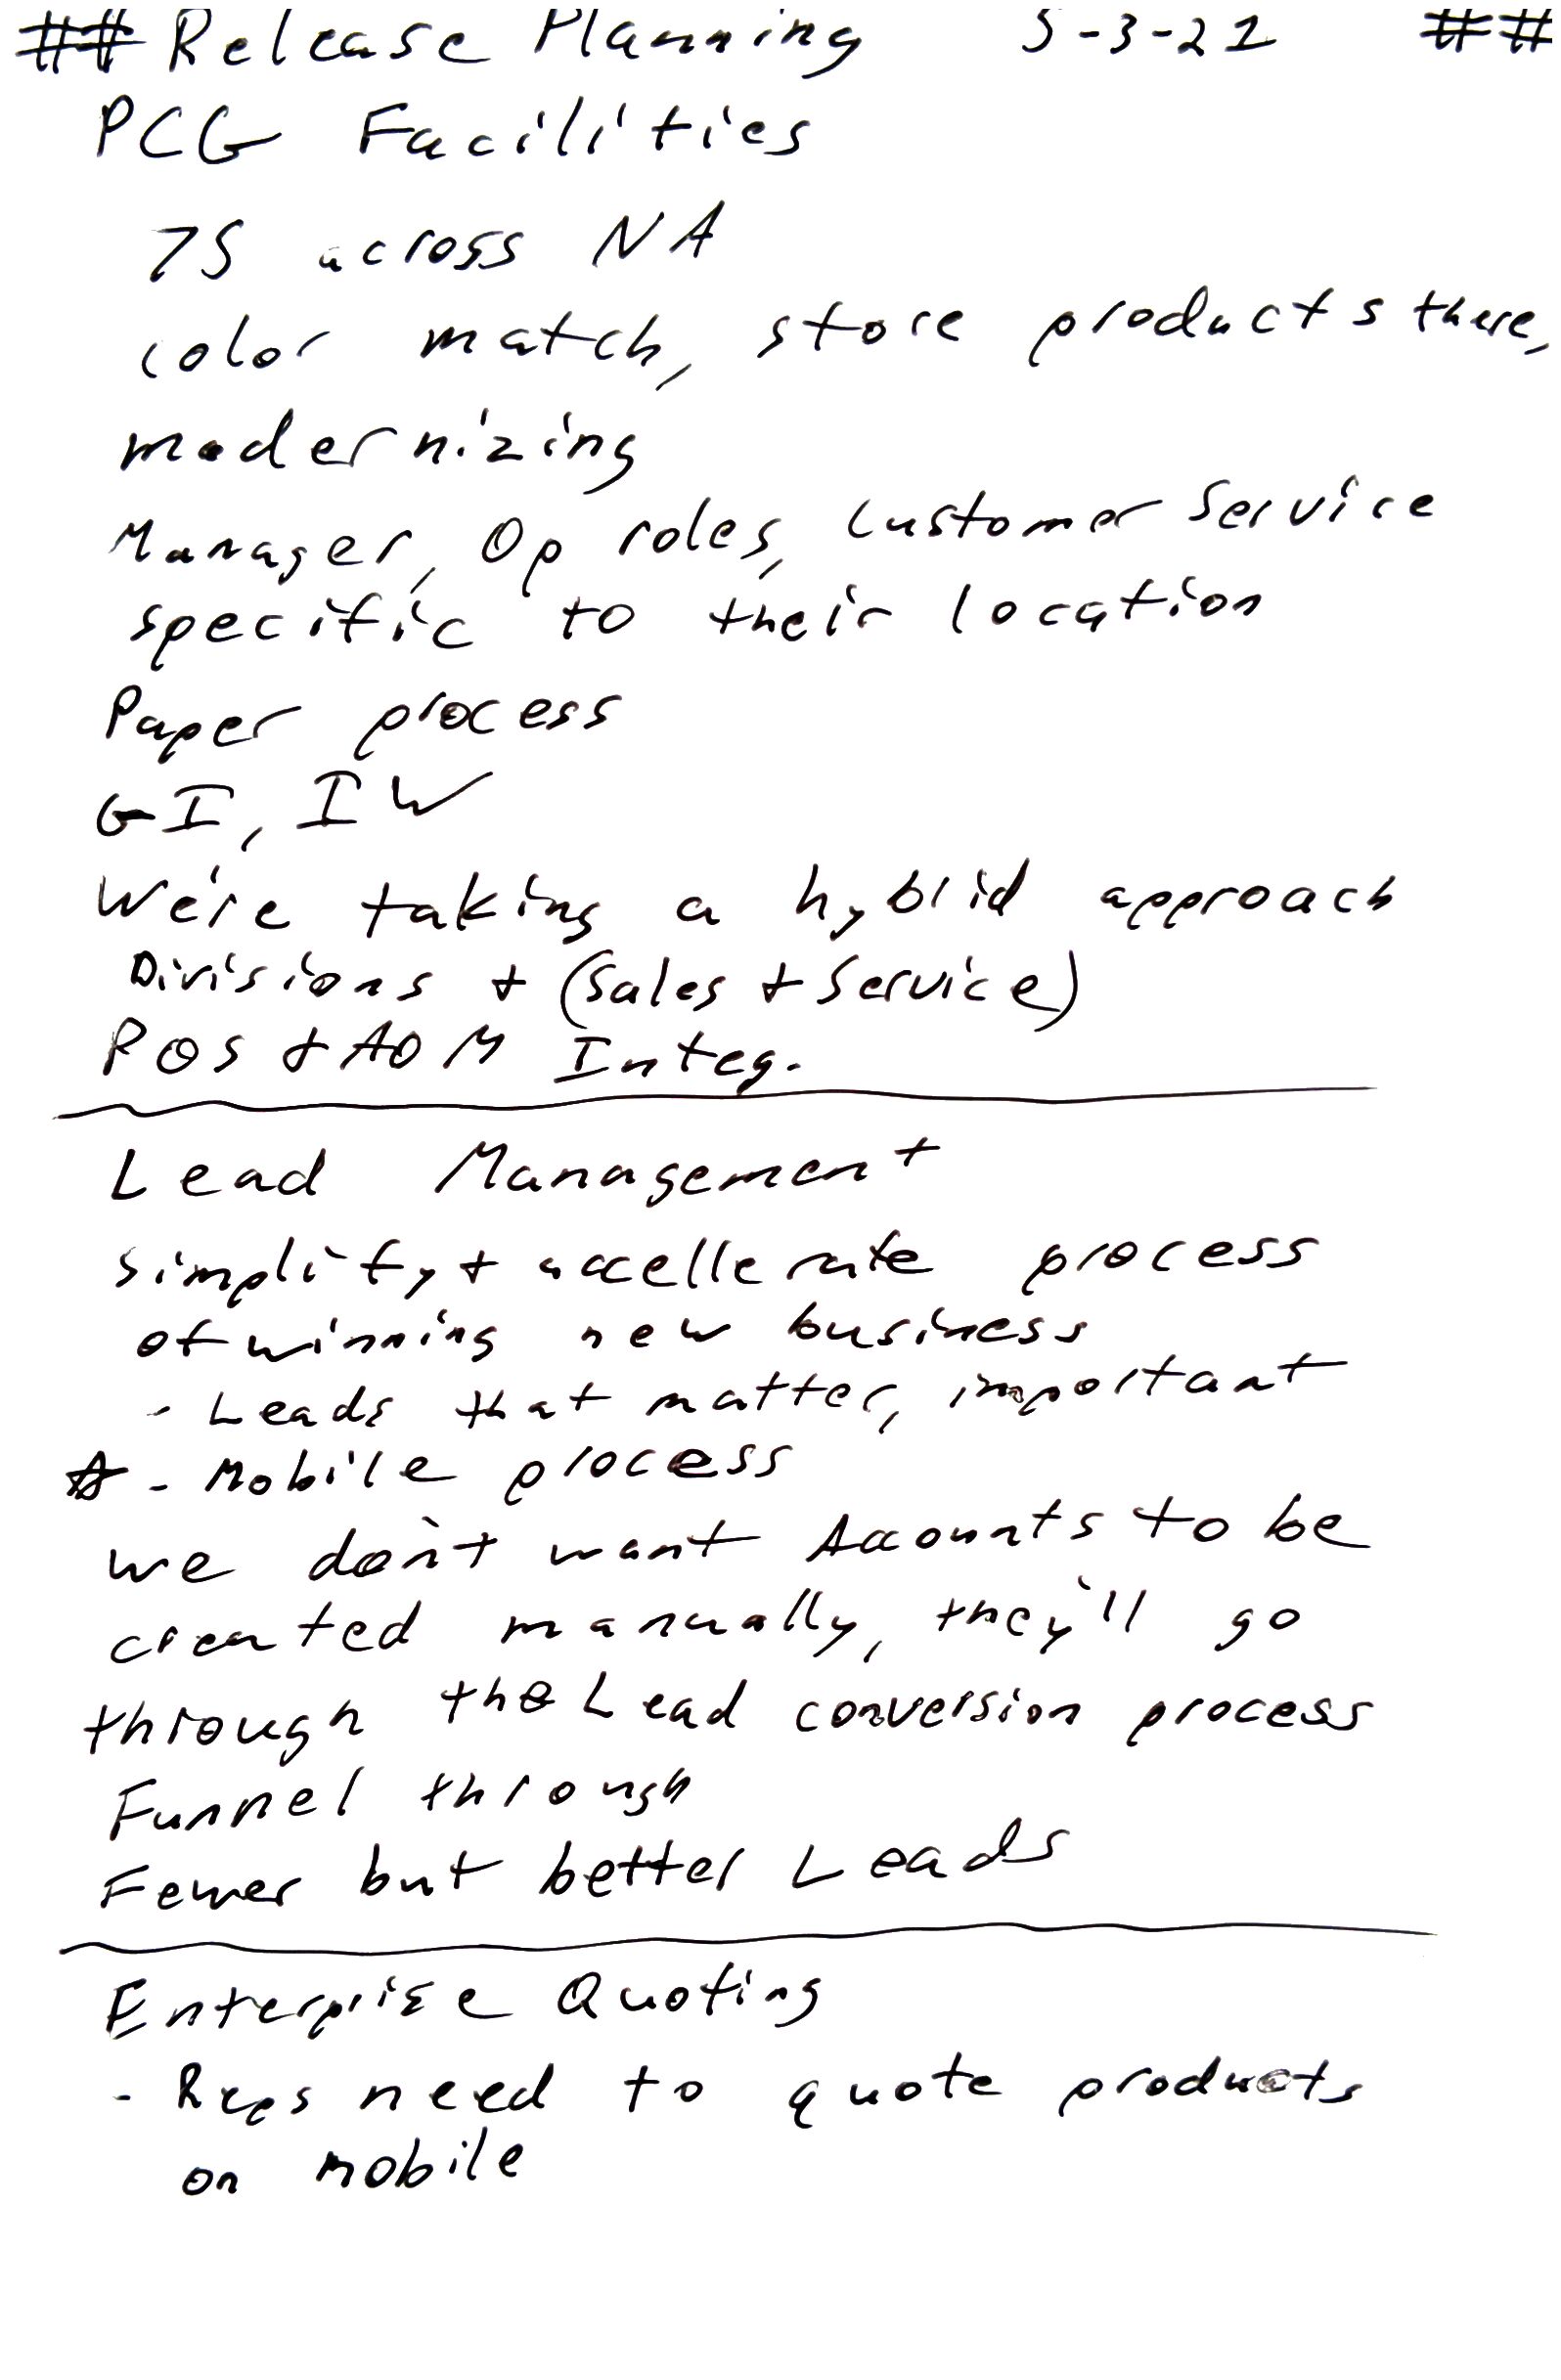 ## Release Planning 5-3-21 ##
PCG Facilities
75 across NA
color match, store products there,
modernizing
Manager, Op roles, Customer Service
specific to their location
Paper process
GI, IW
We're taking a hybrid approach
Divisions + (Sales + Service)
POS + AOM Integ.
Lead Management
simplify + accellerate process
of winning new business
- Leads that matter, important
☆ - Mobile process
we don't want Accounts to be
created manually, they'll go
through the Lead conversion process
Funnel through
Fewer but better Leads
Enterprise Quoting
- Reps need to quote products
on mobile